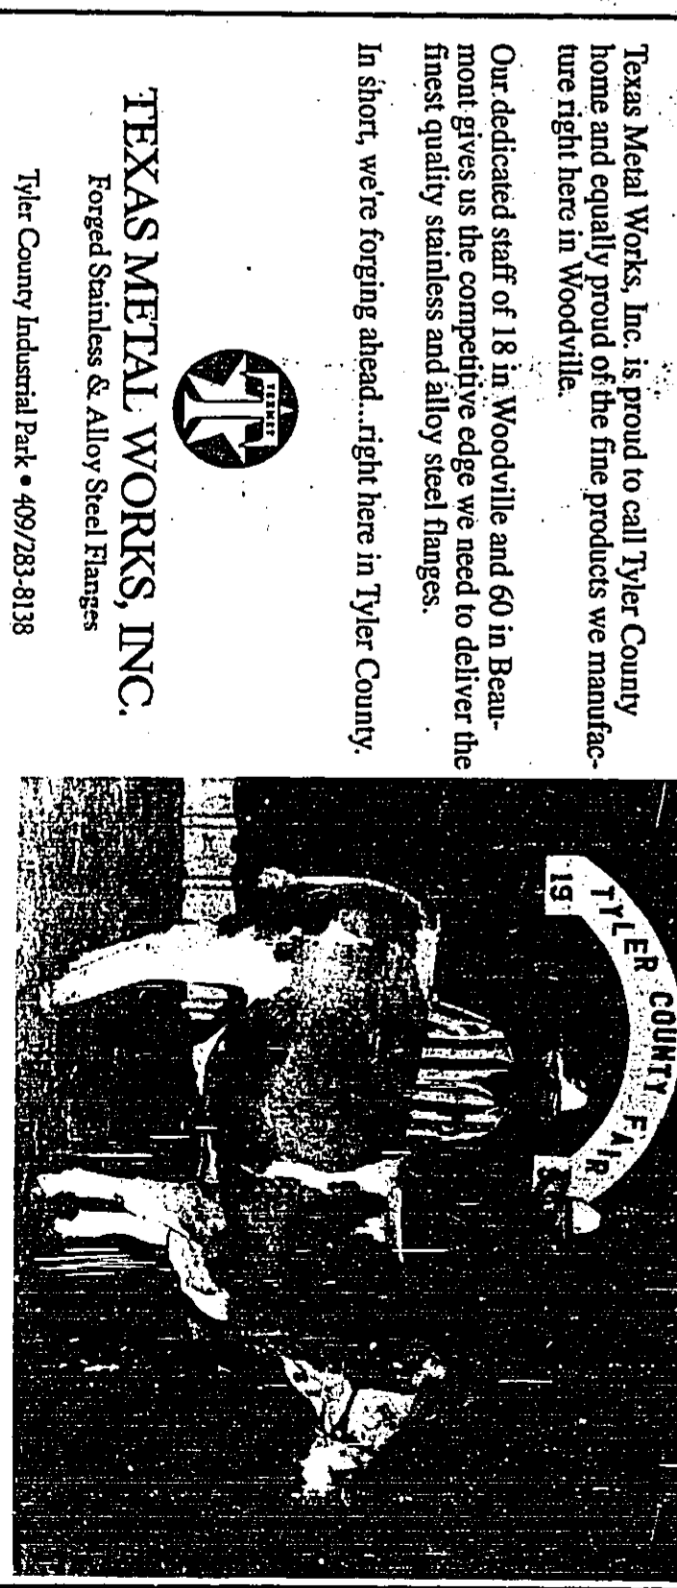 Texas Metal Works, Inc. is proud to call Tyler County
home and equally proud of the fine products we manufac-
ture right here in Woodville.
Our dedicated staff of 18 in Woodville and 60 in Beau-
mont gives us the competitive edge we need to deliver the
finest quality stainless and alloy steel flanges.
In short, we're forging ahead...right here in Tyler County.
TEXMET
TEXAS METAL WORKS, INC.
Forged Stainless & Alloy Steel Flanges
Tyler County Industrial Park • 409/283-8138
TYLER COUNTY FAIR
19